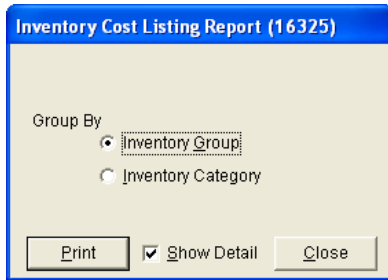 Inventory Cost Listing Report (16325)
Group By
Inventory Group
Inventory Category
Print Show Detail Close